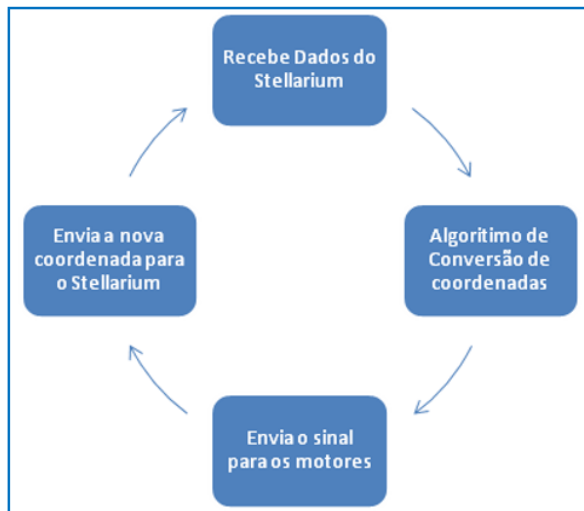 Recebe Dados do
Stellarium
Algoritimo de
Conversão de
coordenadas
Envia o sinal
para os motores
Envia a nova
coordenada para
o Stellarium